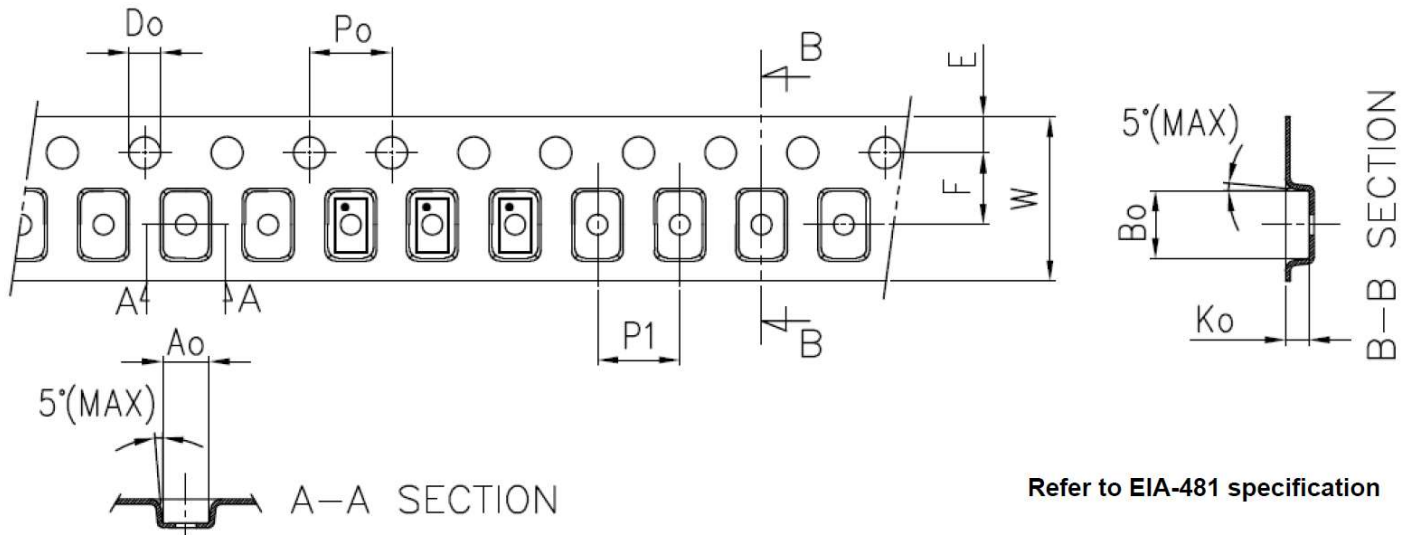 Do
Po
B
E
F
W
A
A
P1
B
Ao
5°(MAX)
A-A SECTION
5°(MAX)
Bo
Ko
B-B SECTION
Refer to EIA-481 specification